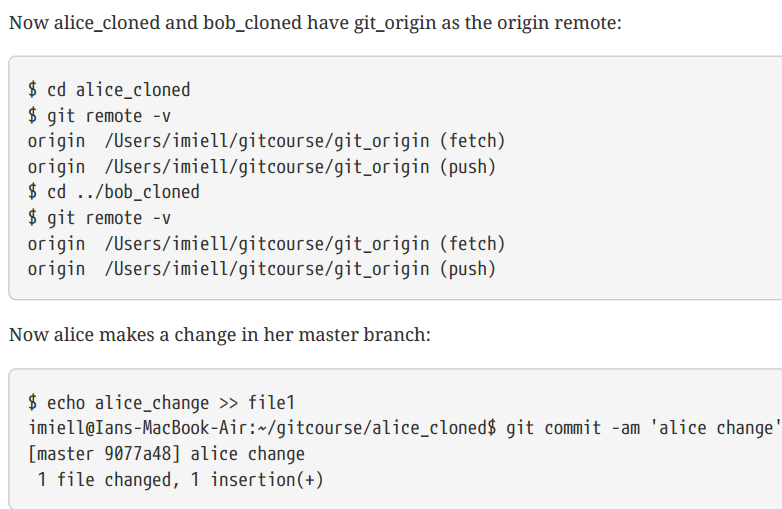 Now alice_cloned and bob_cloned have git_origin as the origin remote:
$ cd alice_cloned
$ git remote -v
origin  /Users/imiell/gitcourse/git_origin (fetch)
origin  /Users/imiell/gitcourse/git_origin (push)
$ cd ../bob_cloned
$ git remote -v
origin  /Users/imiell/gitcourse/git_origin (fetch)
origin  /Users/imiell/gitcourse/git_origin (push)
Now alice makes a change in her master branch:
$ echo alice_change >> file1
imiell@Ians-MacBook-Air:~/gitcourse/alice_cloned$ git commit -am 'alice change'
[master 9077a48] alice change
 1 file changed, 1 insertion(+)